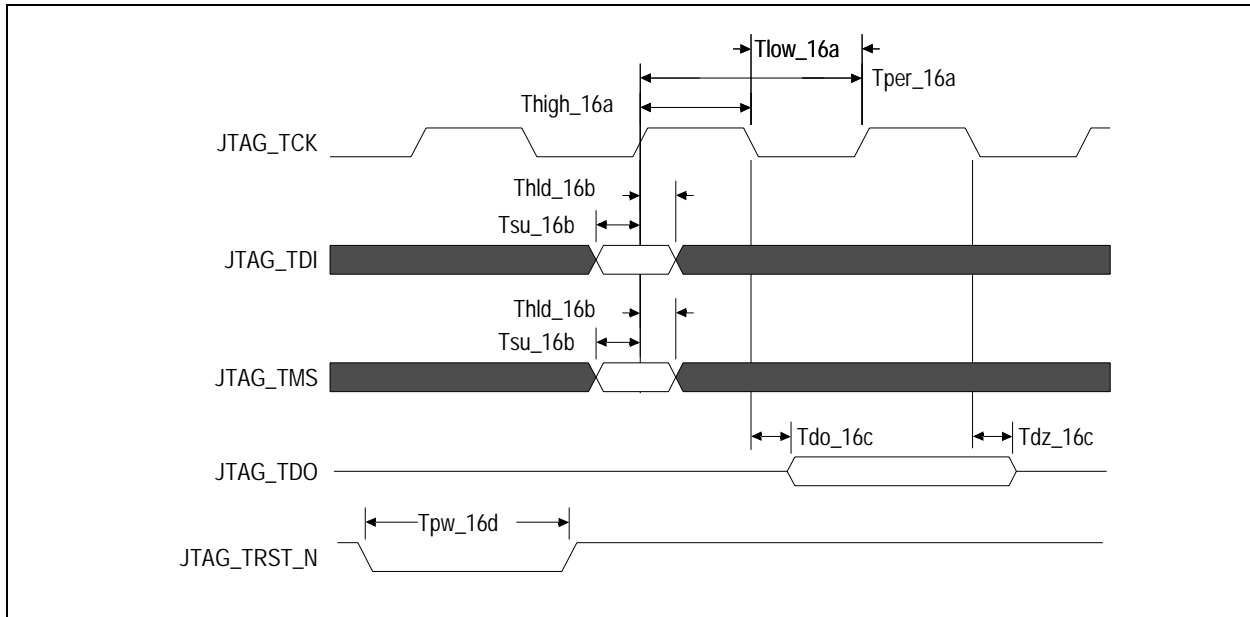 Tlow_16a
Tper_16a
Thigh_16a
JTAG_TCK
Thld_16b
Tsu_16b
JTAG_TDI
Thld_16b
Tsu_16b
JTAG_TMS
Tdo_16c
Tdz_16c
JTAG_TDO
Tpw_16d
JTAG_TRST_N